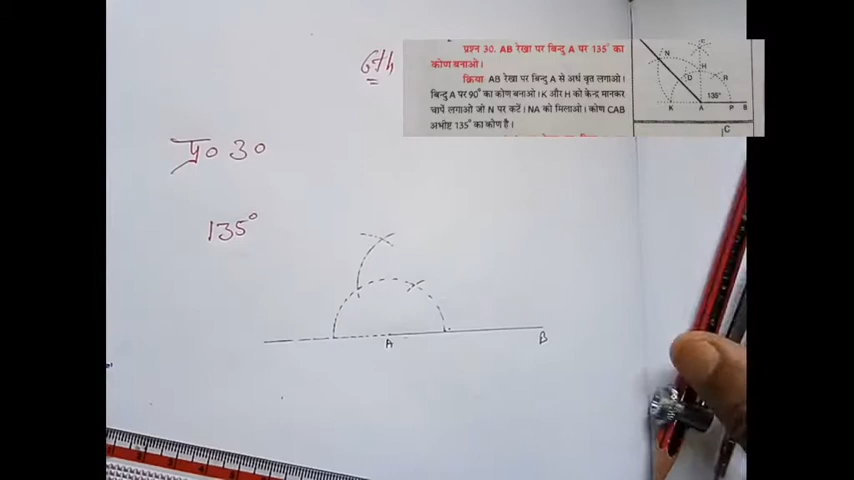 6th
प्रश्न 30. AB रेखा पर बिन्दु A पर 135° का
कोण बनाओ।
क्रिया AB रेखा पर बिन्दु A से अर्ध वृत लगाओ।
बिन्दु A पर 90° का कोण बनाओ। K और H को केन्द्र मानकर
चापें लगाओ जो N पर कटें। NA को मिलाओ। कोण CAB
अभीष्ट 135° का कोण है।
N
H
D
R
135°
K
A
P
B
C
प्र० 30
135°
A
B